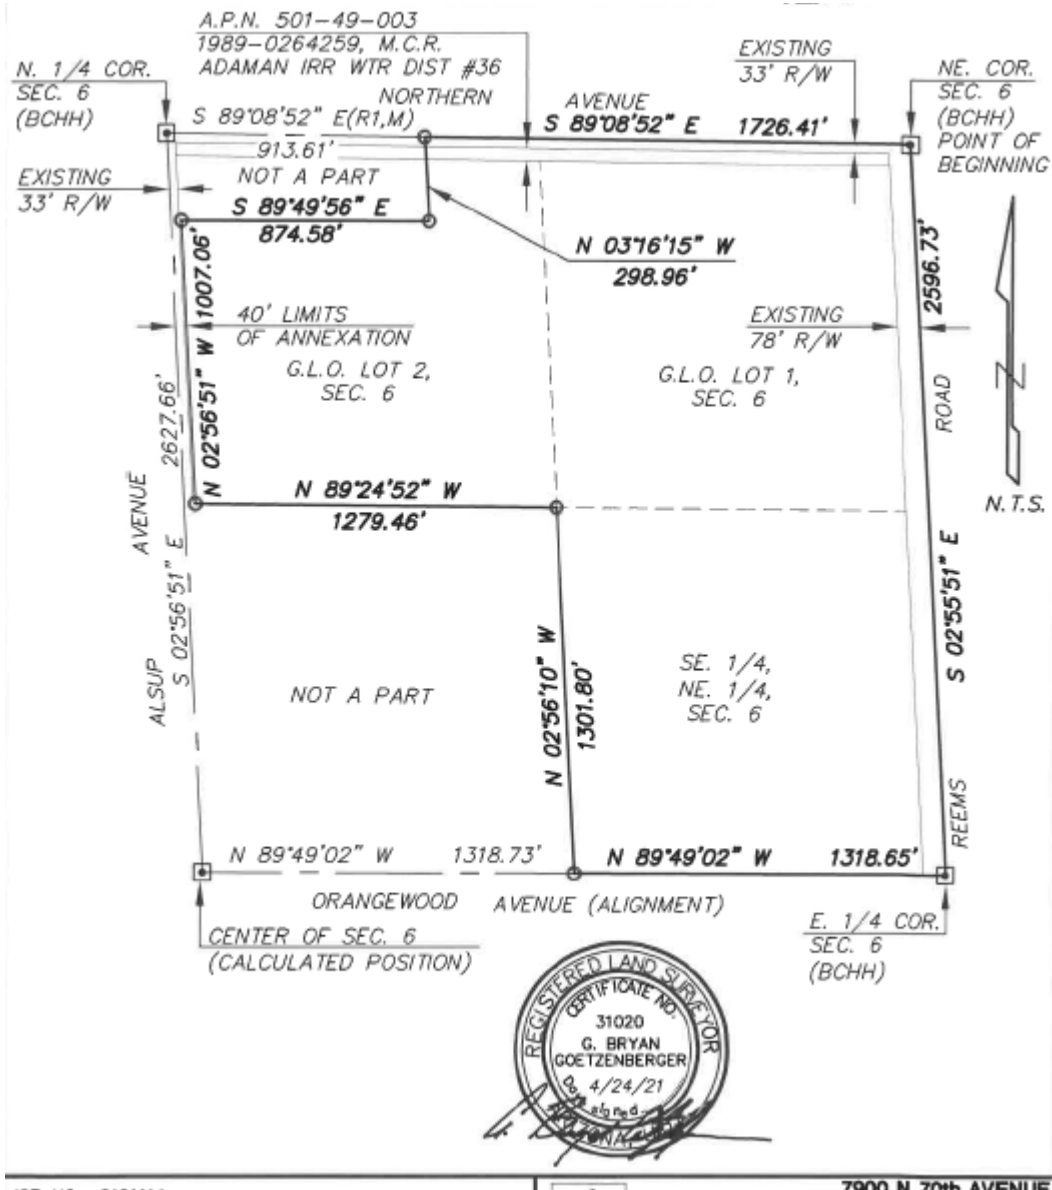 A.P.N. 501-49-003
1989-0264259, M.C.R.
ADAMAN IRR WTR DIST #36
N. 1/4 COR.
SEC. 6
(BCHH)
NORTHERN
AVENUE
EXISTING
33' R/W
NE. COR.
SEC. 6
(BCHH)
POINT OF
BEGINNING
S 89°08'52" E(R1,M)
S 89°08'52" E 1726.41'
913.61'
NOT A PART
EXISTING
33' R/W
S 89°49'56" E
874.58'
N 03°16'15" W
298.96'
N 02°56'51" W 1007.06'
2596.73'
40' LIMITS
OF ANNEXATION
EXISTING
78' R/W
G.L.O. LOT 2,
SEC. 6
G.L.O. LOT 1,
SEC. 6
2627.66'
ROAD
N
N.T.S.
N 89°24'52" W
1279.46'
AVENUE
S 02°56'51" E
ALSUP
S 02°55'51" E
NOT A PART
N 02°56'10" W
1301.80'
SE. 1/4,
NE. 1/4,
SEC. 6
REEMS
N 89°49'02" W 1318.73'
N 89°49'02" W 1318.65'
ORANGEWOOD AVENUE (ALIGNMENT)
CENTER OF SEC. 6
(CALCULATED POSITION)
E. 1/4 COR.
SEC. 6
(BCHH)
REGISTERED LAND SURVEYOR
CERTIFICATE NO.
31020
G. BRYAN
GOETZENBERGER
4/24/21
Date signed
ARIZONA, U.S.A.
7900 N 70th AVENUE